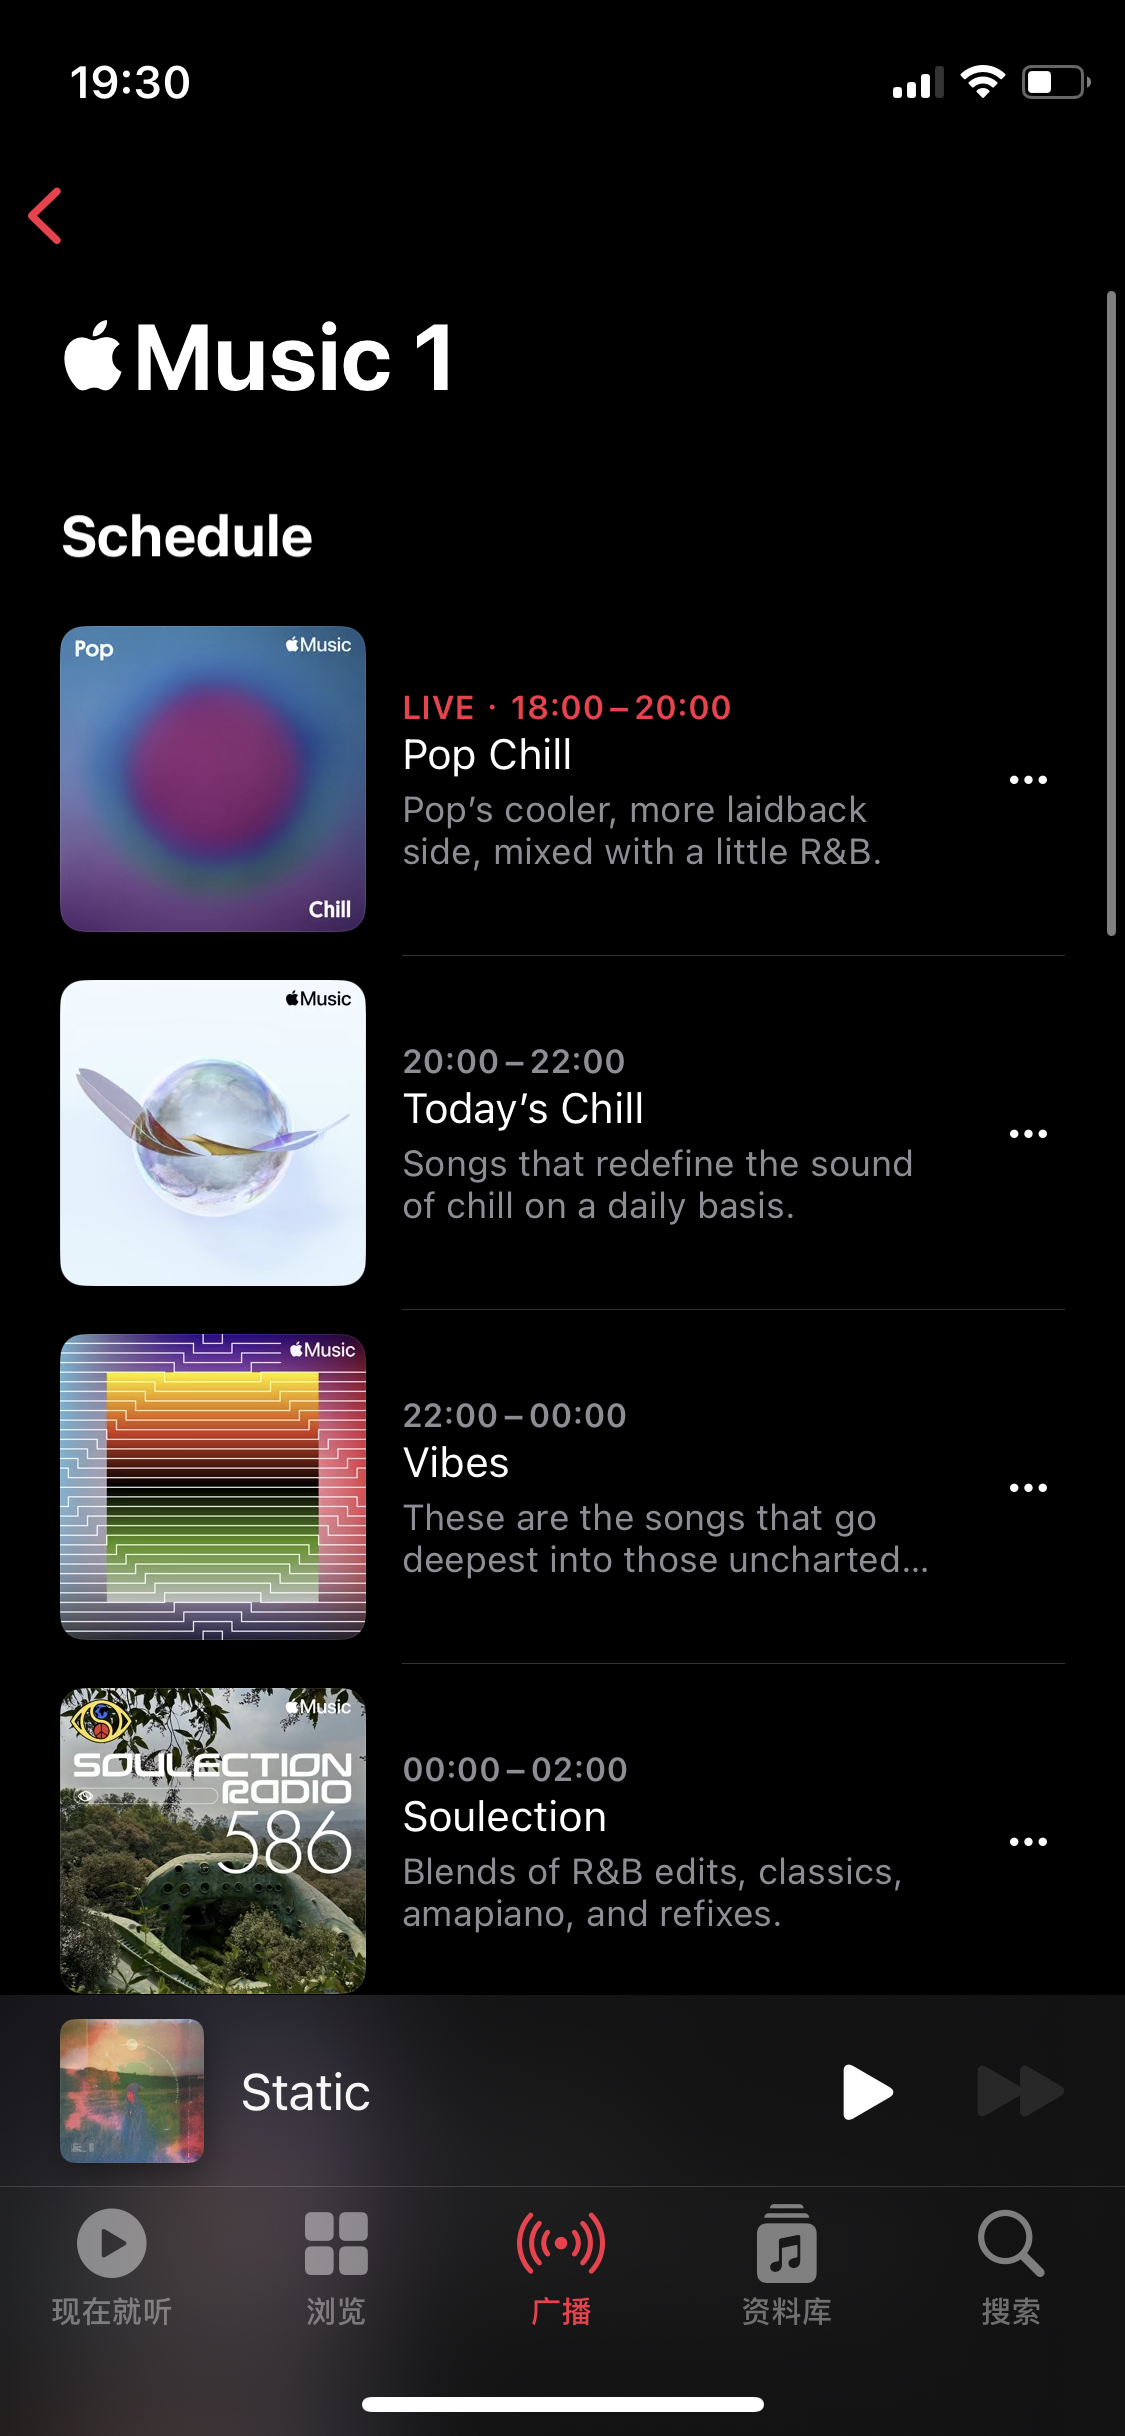 19:30
Music 1
Schedule
Pop
Music
Chill
LIVE · 18:00–20:00
Pop Chill
Pop’s cooler, more laidback
side, mixed with a little R&B.
Music
20:00–22:00
Today’s Chill
Songs that redefine the sound
of chill on a daily basis.
Music
22:00–00:00
Vibes
These are the songs that go
deepest into those uncharted...
Music
SOULECTION
RADIO
586
00:00–02:00
Soulection
Blends of R&B edits, classics,
amapiano, and refixes.
Static
现在就听
浏览
广播
资料库
搜索